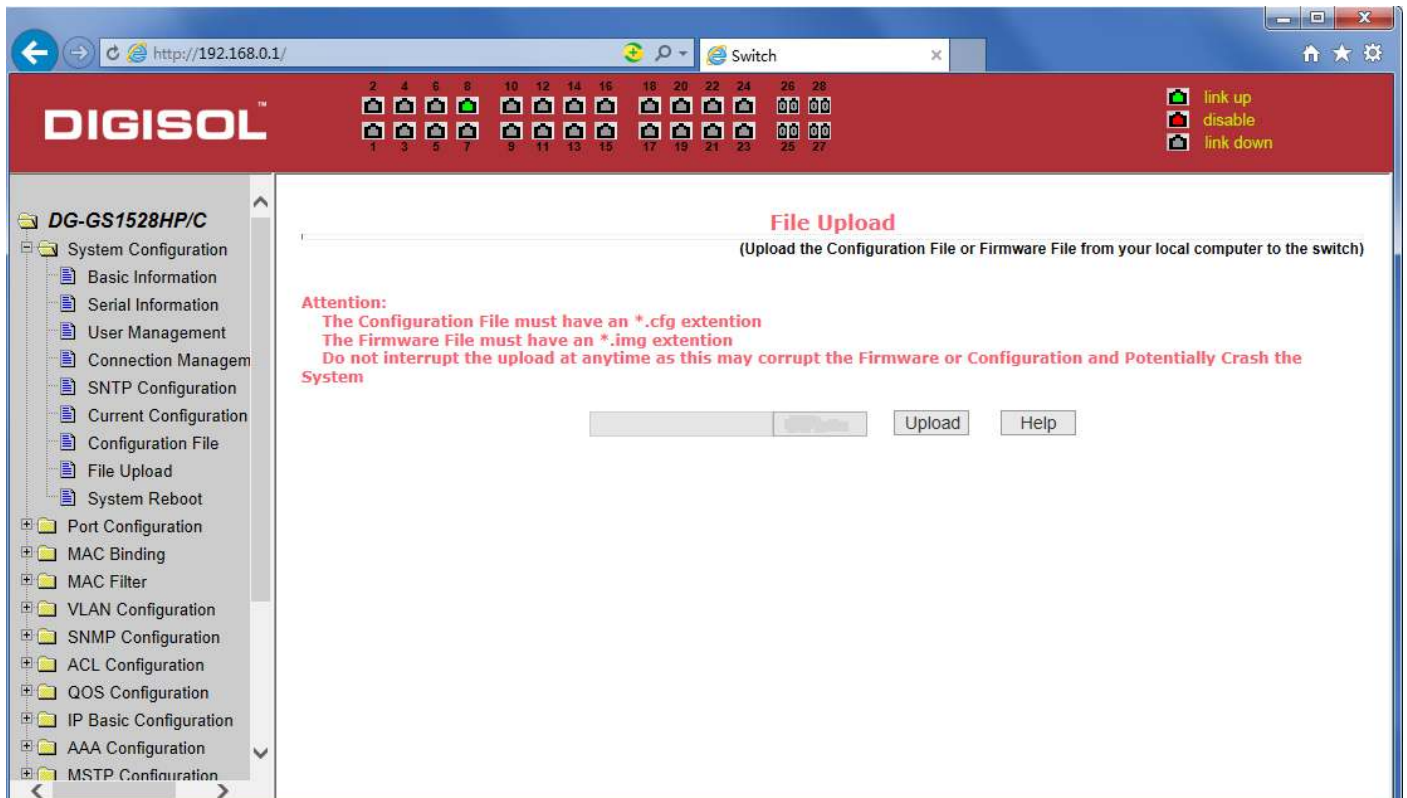 http://192.168.0.1/
Switch
DIGISOL™
2 4 6 8 10 12 14 16 18 20 22 24 26 28
1 3 5 7 9 11 13 15 17 19 21 23 25 27
link up
disable
link down
DG-GS1528HP/C
System Configuration
Basic Information
Serial Information
User Management
Connection Managem
SNTP Configuration
Current Configuration
Configuration File
File Upload
System Reboot
Port Configuration
MAC Binding
MAC Filter
VLAN Configuration
SNMP Configuration
ACL Configuration
QOS Configuration
IP Basic Configuration
AAA Configuration
MSTP Configuration
File Upload
(Upload the Configuration File or Firmware File from your local computer to the switch)
Attention:
The Configuration File must have an *.cfg extention
The Firmware File must have an *.img extention
Do not interrupt the upload at anytime as this may corrupt the Firmware or Configuration and Potentially Crash the
System
Upload
Help